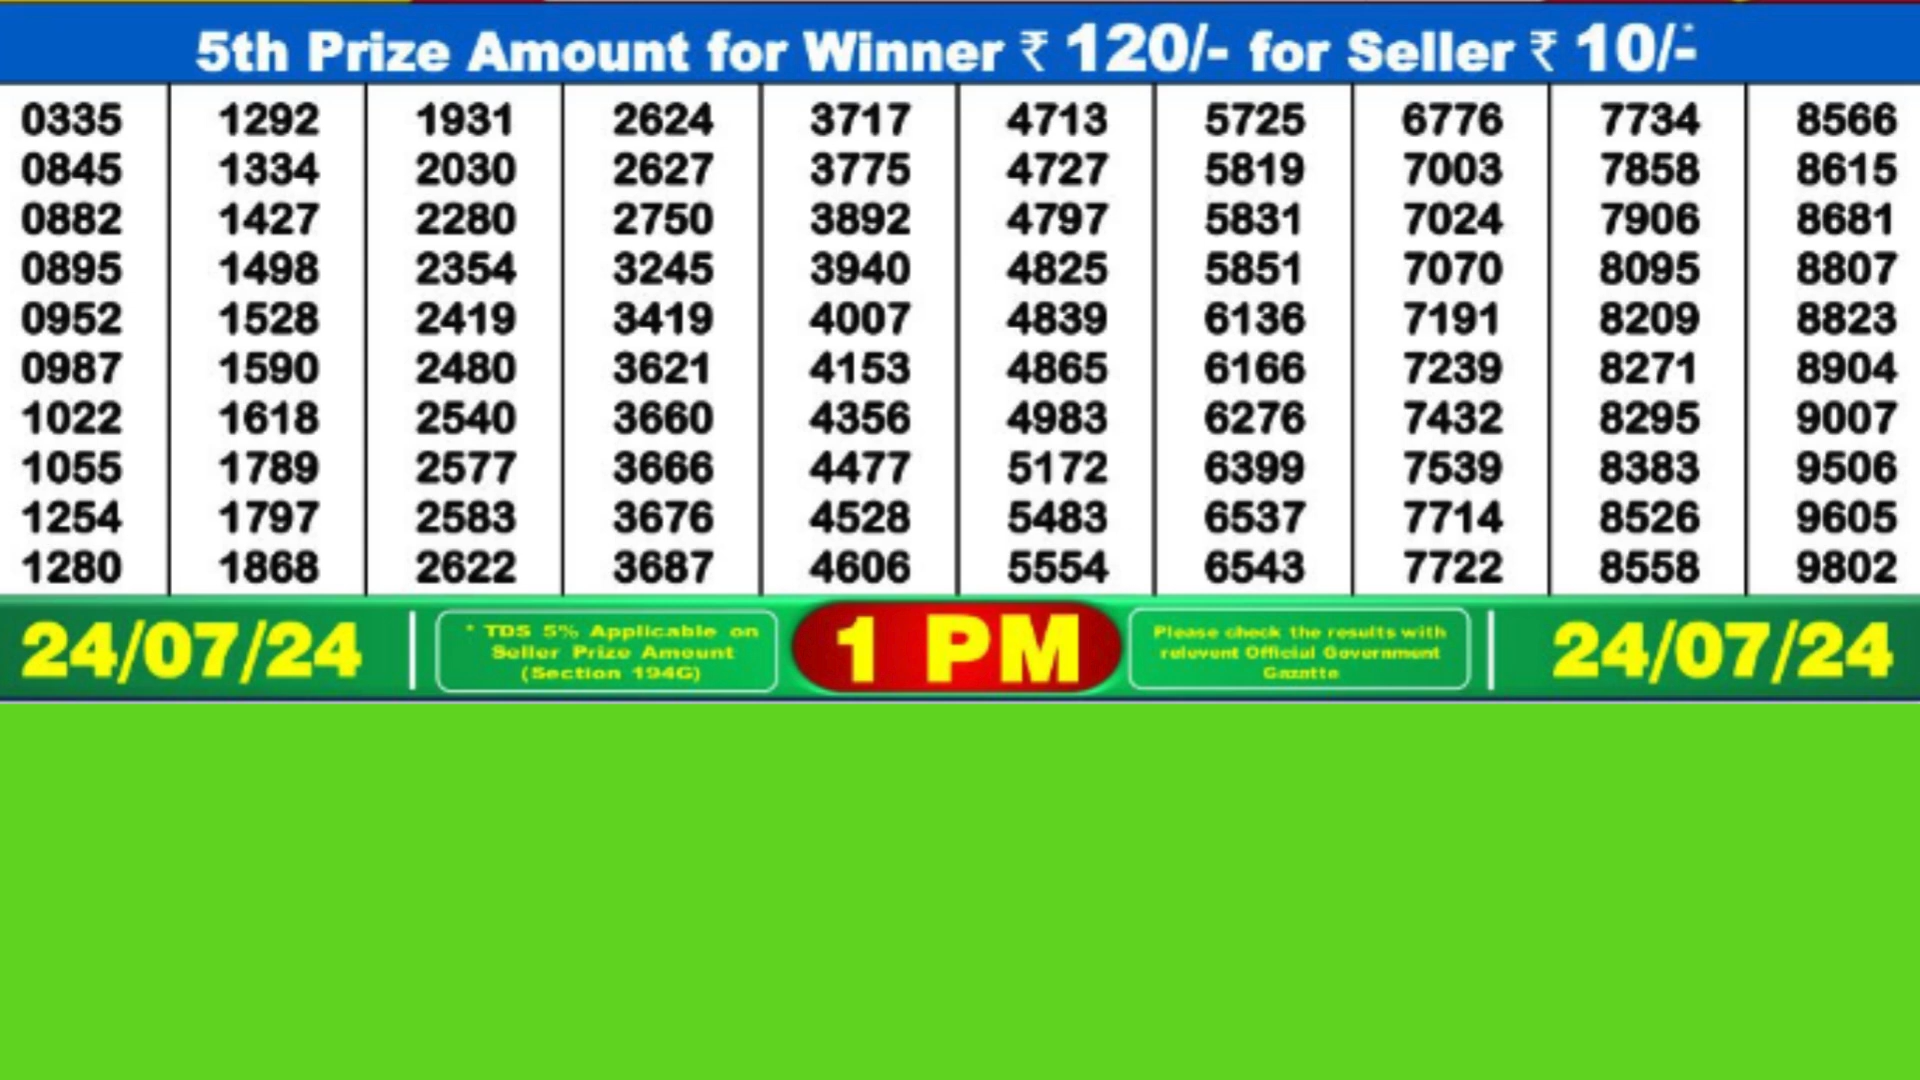 5th Prize Amount for Winner ₹ 120/- for Seller ₹ 10/-
0335 1292 1931 2624 3717 4713 5725 6776 7734 8566
0845 1334 2030 2627 3775 4727 5819 7003 7858 8615
0882 1427 2280 2750 3892 4797 5831 7024 7906 8681
0895 1498 2354 3245 3940 4825 5851 7070 8095 8807
0952 1528 2419 3419 4007 4839 6136 7191 8209 8823
0987 1590 2480 3621 4153 4865 6166 7239 8271 8904
1022 1618 2540 3660 4356 4983 6276 7432 8295 9007
1055 1789 2577 3666 4477 5172 6399 7539 8383 9506
1254 1797 2583 3676 4528 5483 6537 7714 8526 9605
1280 1868 2622 3687 4606 5554 6543 7722 8558 9802
24/07/24
* TDS 5% Applicable on
Seller Prize Amount
(Section 194G)
1 PM
Please check the results with
relevent Official Government
Gazatte
24/07/24